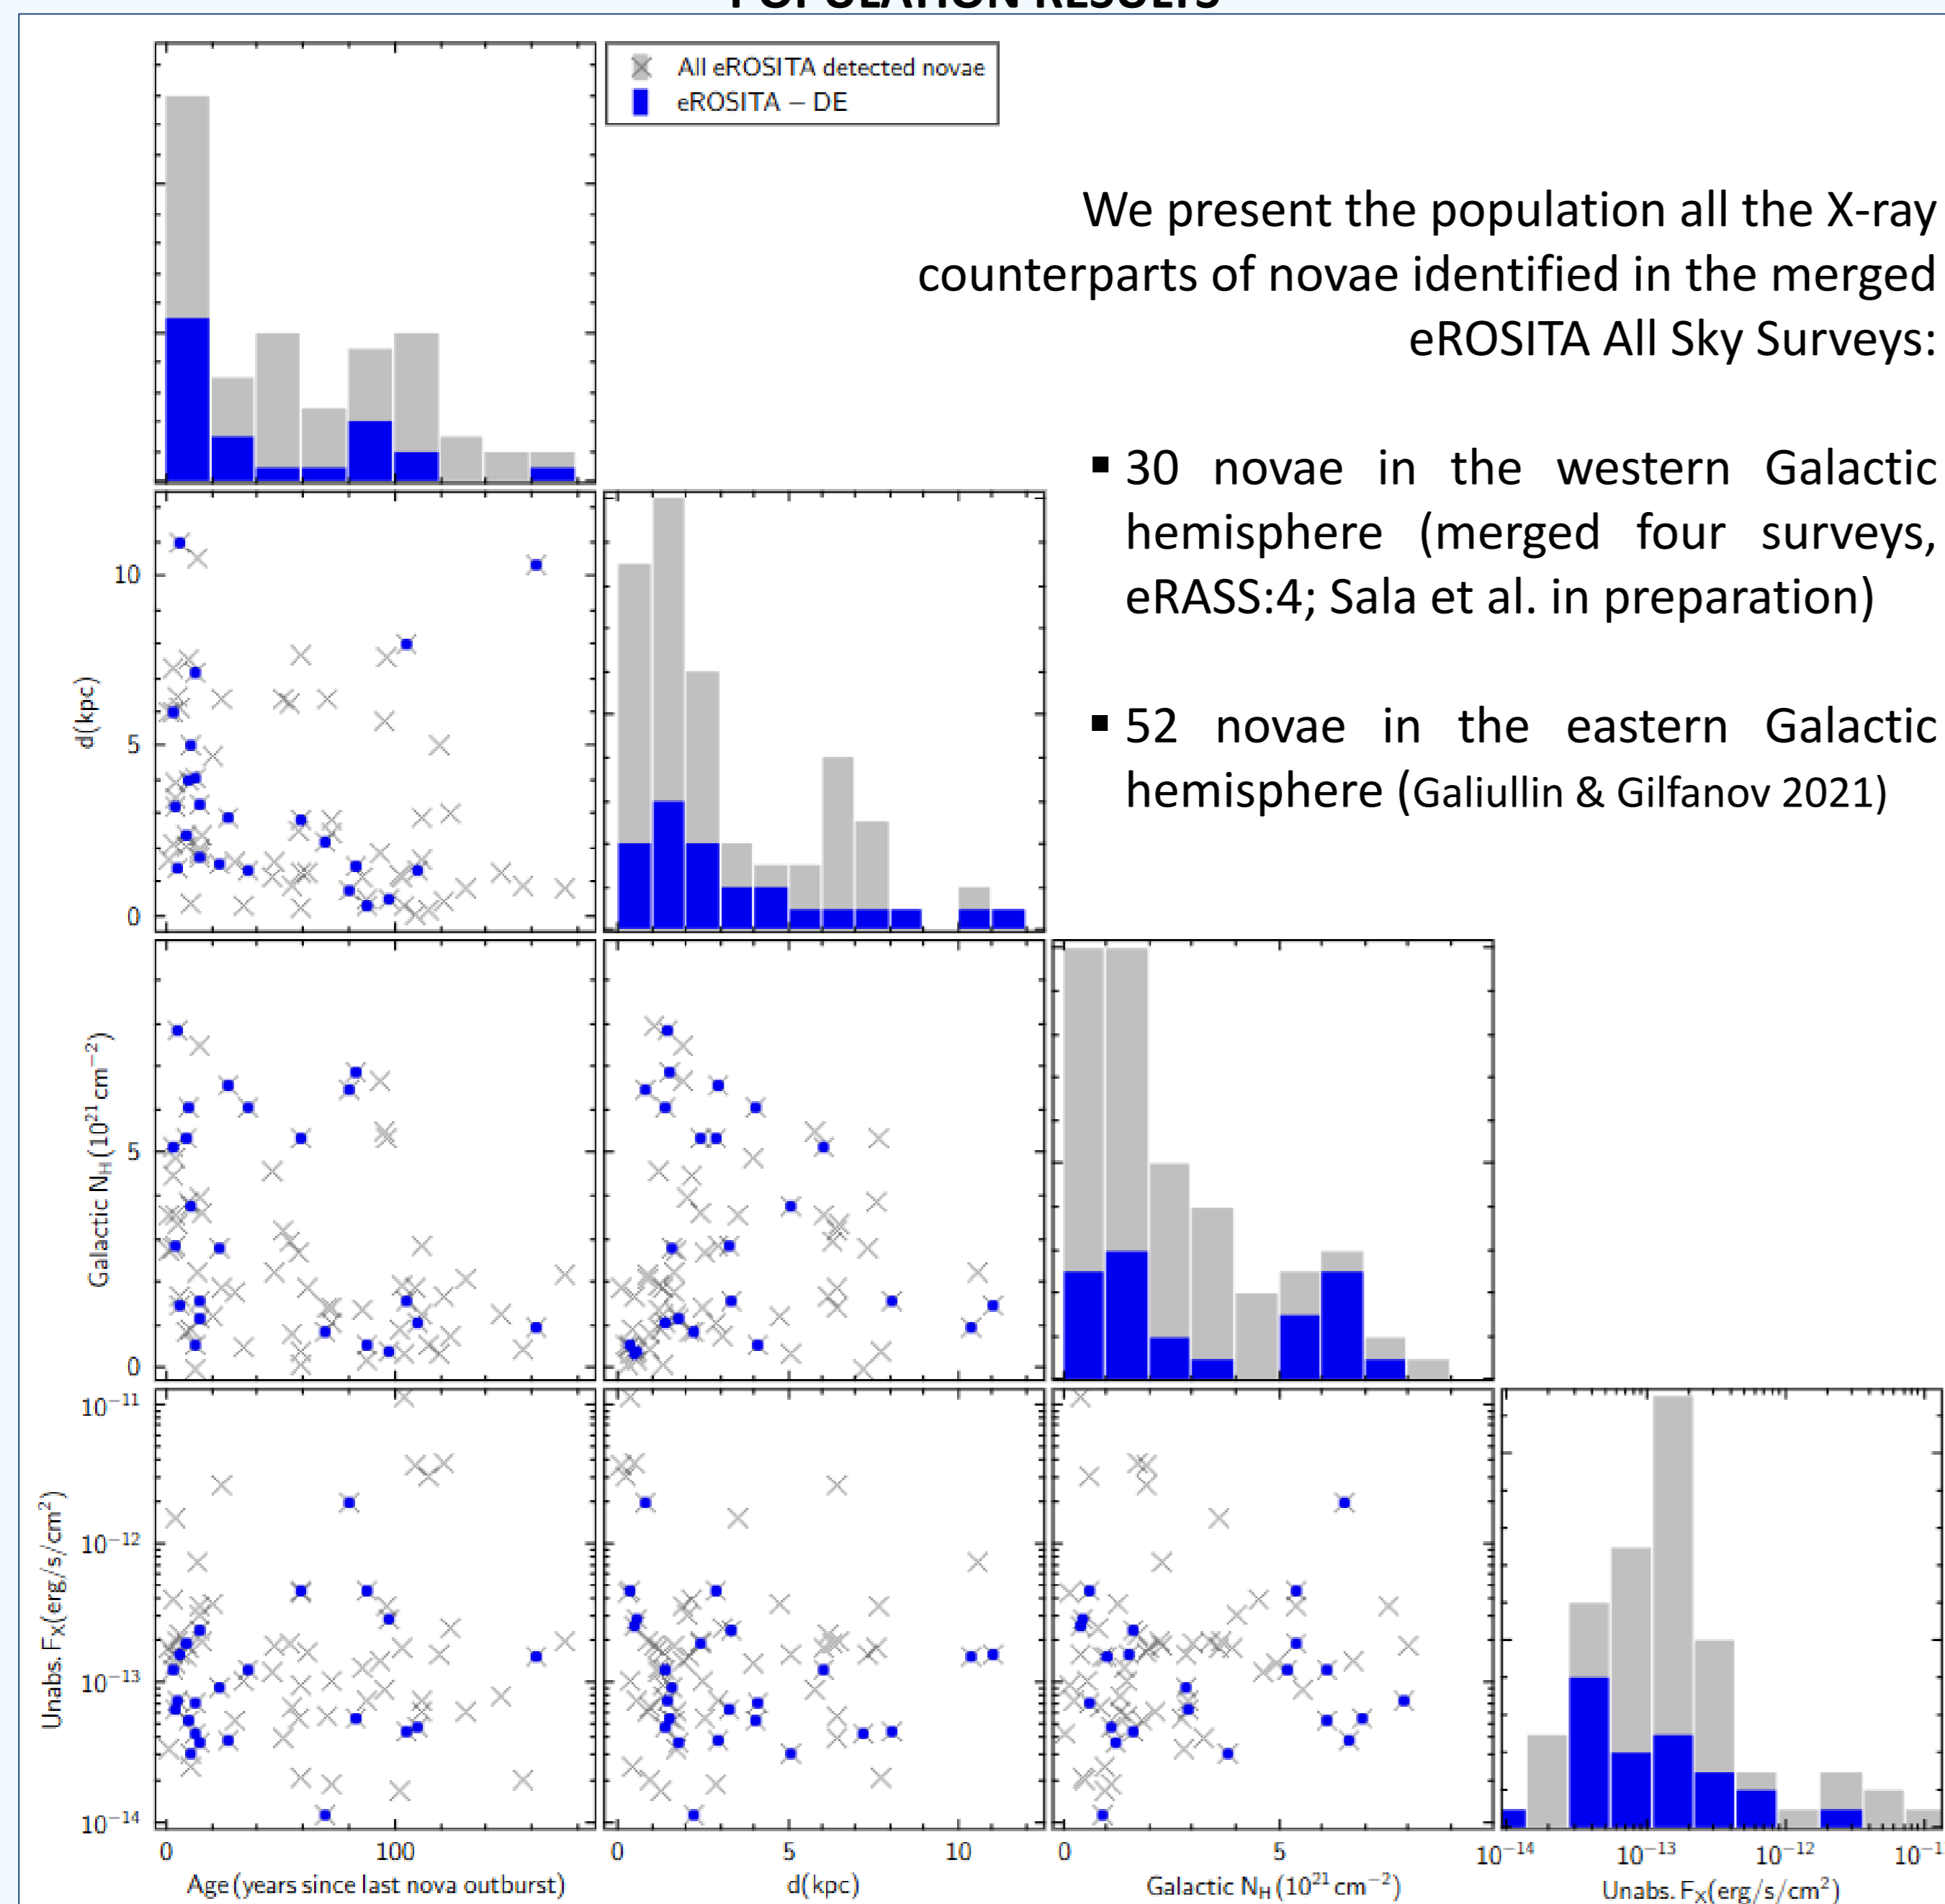 POPULATION RESULTS
All eROSITA detected novae
eROSITA – DE
We present the population all the X-ray
counterparts of novae identified in the merged
eROSITA All Sky Surveys:
▪ 30 novae in the western Galactic
hemisphere (merged four surveys,
eRASS:4; Sala et al. in preparation)
▪ 52 novae in the eastern Galactic
hemisphere (Galiullin & Gilfanov 2021)
10
5
0
d(kpc)
5
0
Galactic N_H (10^21 cm^−2)
10^−11
10^−12
10^−13
10^−14
Unabs. F_X(erg/s/cm^2)
0 100
Age (years since last nova outburst)
0 5 10
d(kpc)
0 5
Galactic N_H (10^21 cm^−2)
10^−14 10^−13 10^−12
Unabs. F_X(erg/s/cm^2)